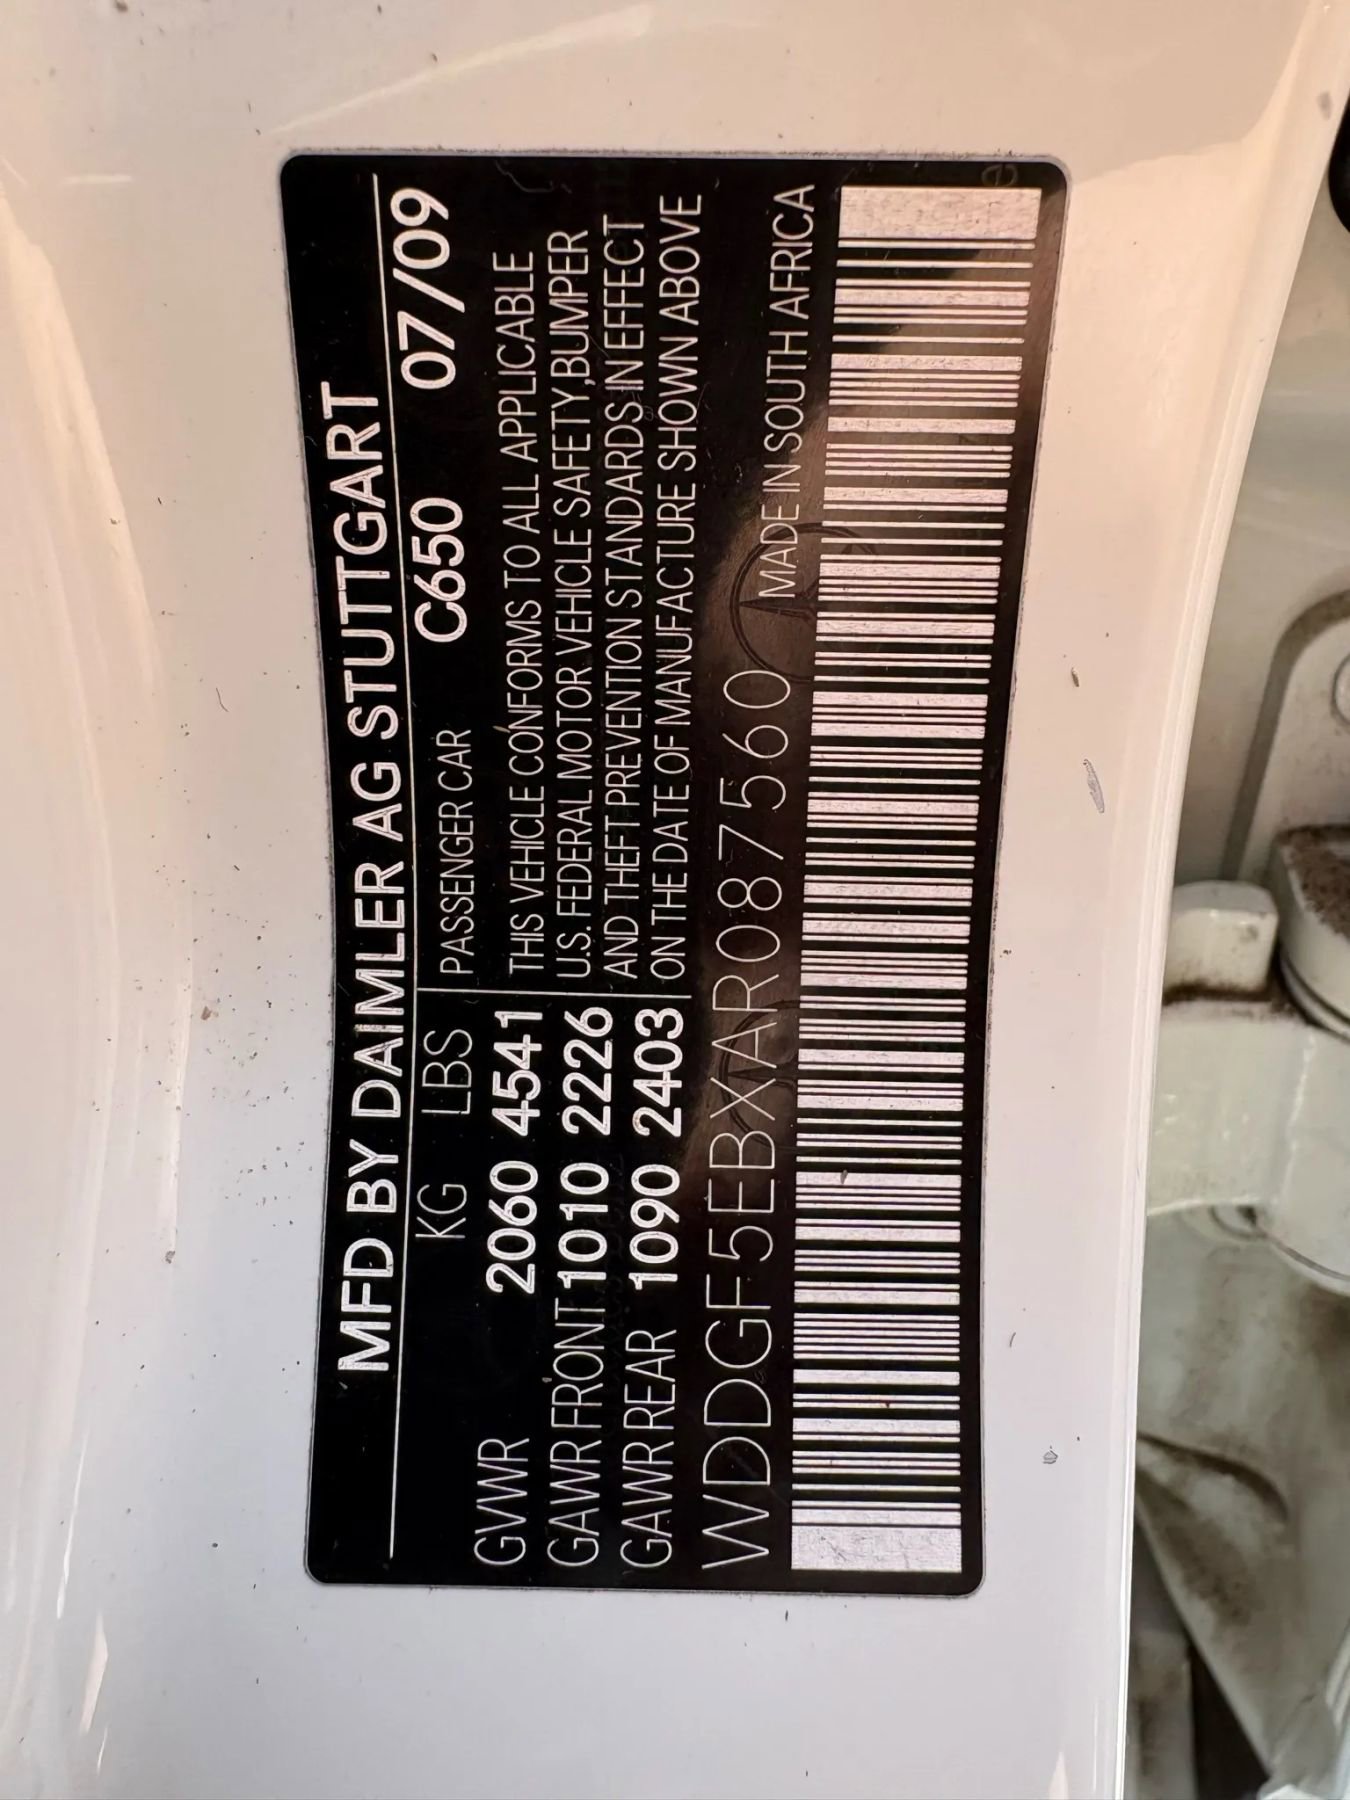 MFD BY DAIMLER AG STUTTGART
KG LBS PASSENGER CAR C650 07/09
GVWR 2060 4541 THIS VEHICLE CONFORMS TO ALL APPLICABLE
GAWR FRONT 1010 2226 U.S. FEDERAL MOTOR VEHICLE SAFETY,BUMPER
GAWR REAR 1090 2403 AND THEFT PREVENTION STANDARDS IN EFFECT
ON THE DATE OF MANUFACTURE SHOWN ABOVE
WDDGF5EBXAR087560 MADE IN SOUTH AFRICA